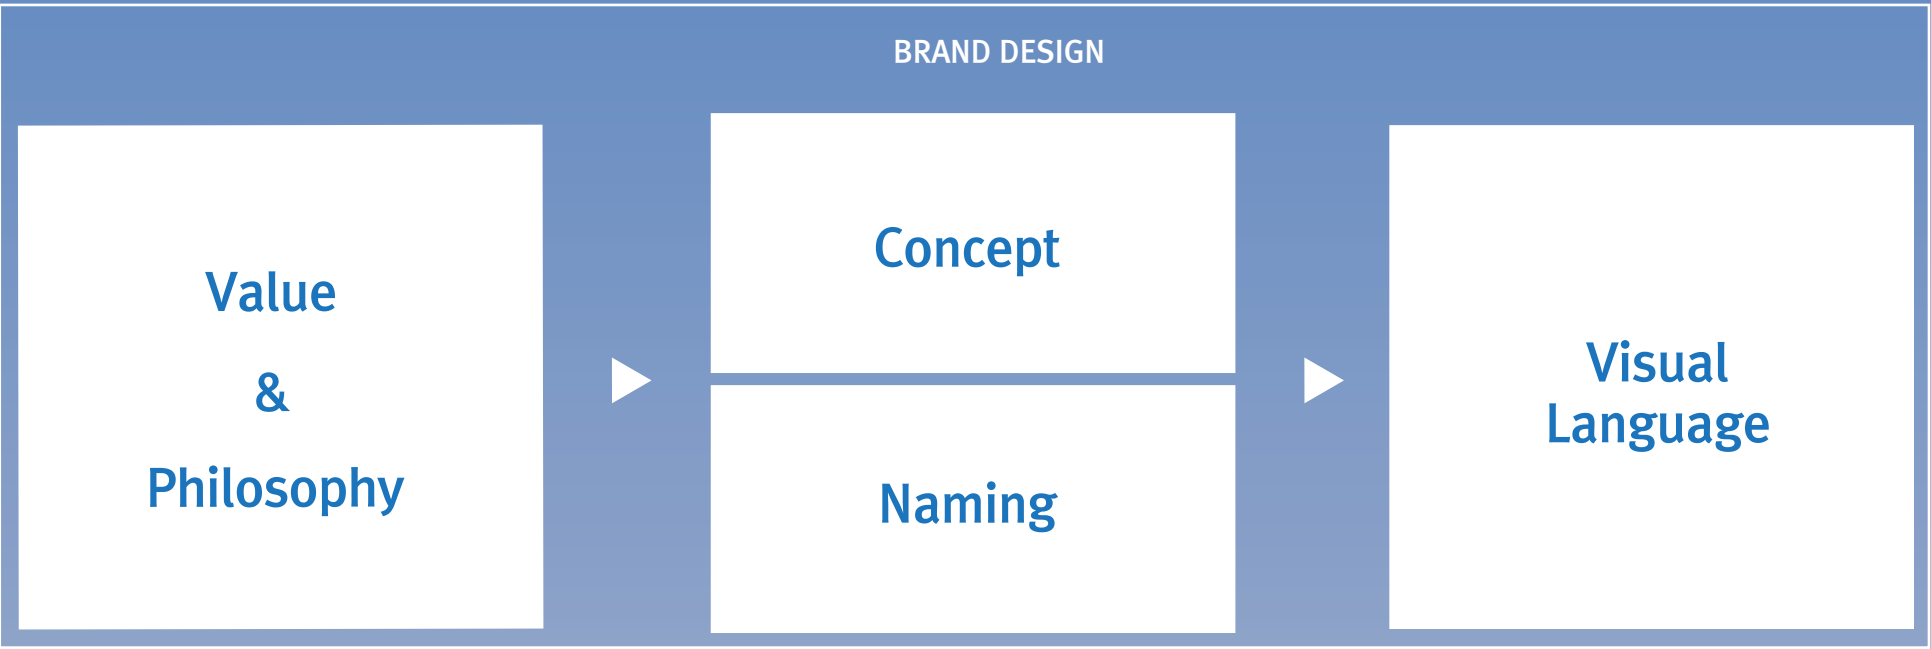 BRAND DESIGN
Value
&
Philosophy
Concept
Naming
Visual
Language